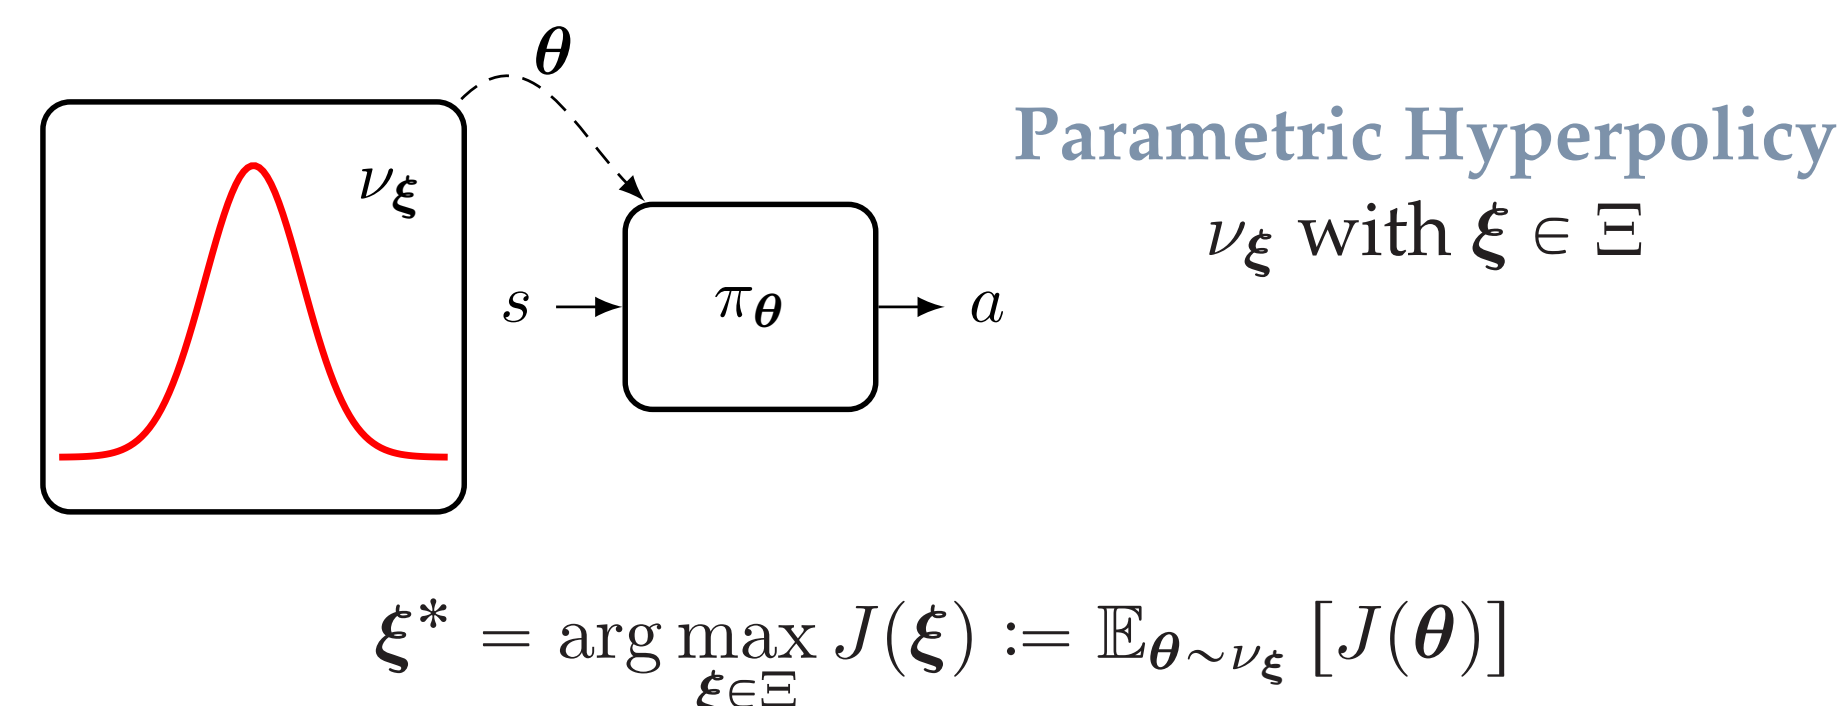 θ
Parametric Hyperpolicy
ν_ξ
ν_ξ with ξ ∈ Ξ
s
π_θ
a
ξ* = arg max_{ξ∈Ξ} J(ξ) := 𝔼_{θ∼ν_ξ} [J(θ)]